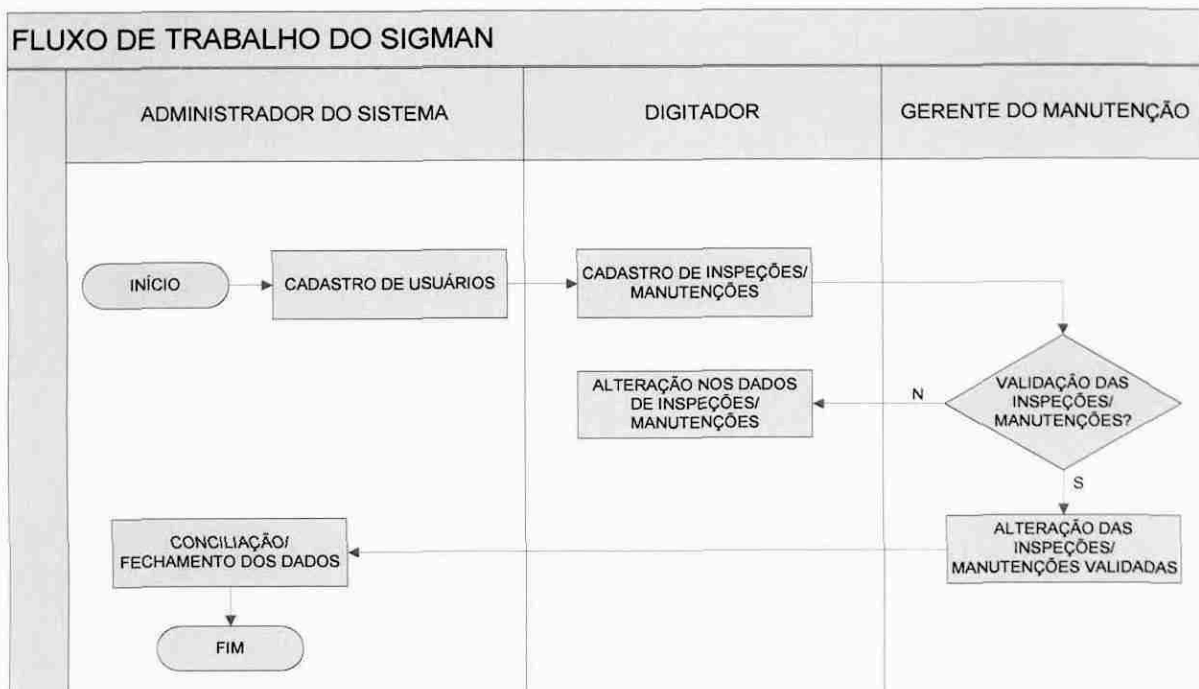 FLUXO DE TRABALHO DO SIGMAN
ADMINISTRADOR DO SISTEMA
DIGITADOR
GERENTE DO MANUTENÇÃO
INÍCIO
CADASTRO DE USUÁRIOS
CADASTRO DE INSPEÇÕES/
MANUTENÇÕES
VALIDAÇÃO DAS
INSPEÇÕES/
MANUTENÇÕES?
N
ALTERAÇÃO NOS DADOS
DE INSPEÇÕES/
MANUTENÇÕES
S
ALTERAÇÃO DAS
INSPEÇÕES/
MANUTENÇÕES VALIDADAS
CONCILIAÇÃO/
FECHAMENTO DOS DADOS
FIM